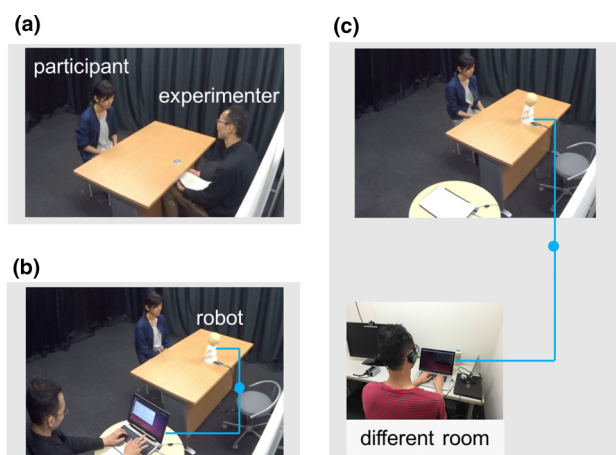 (a)
participant
experimenter
(b)
robot
(c)
different room